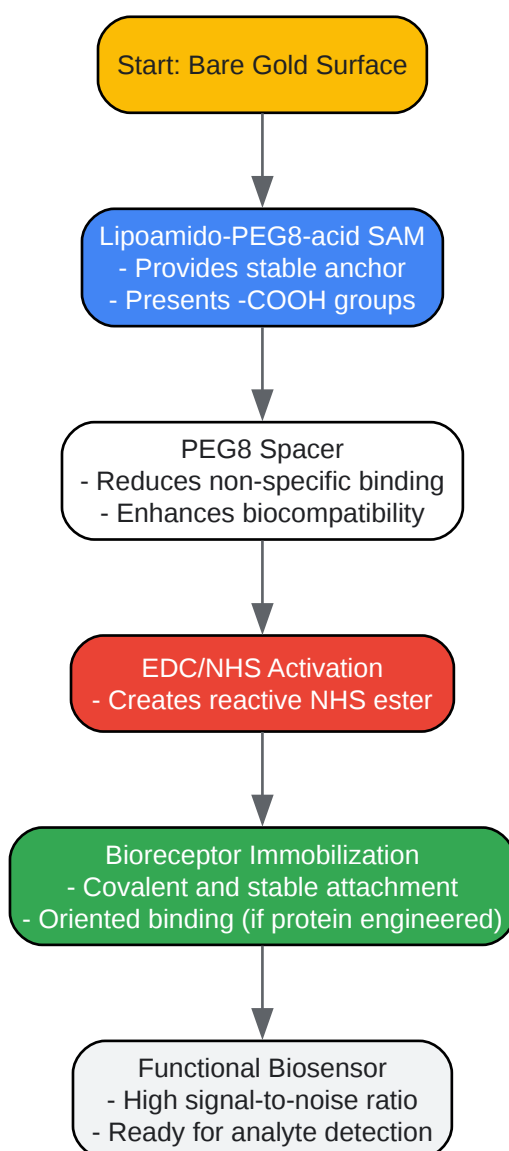 Start: Bare Gold Surface
Lipoamido-PEG8-acid SAM
- Provides stable anchor
- Presents -COOH groups
PEG8 Spacer
- Reduces non-specific binding
- Enhances biocompatibility
EDC/NHS Activation
- Creates reactive NHS ester
Bioreceptor Immobilization
- Covalent and stable attachment
- Oriented binding (if protein engineered)
Functional Biosensor
- High signal-to-noise ratio
- Ready for analyte detection